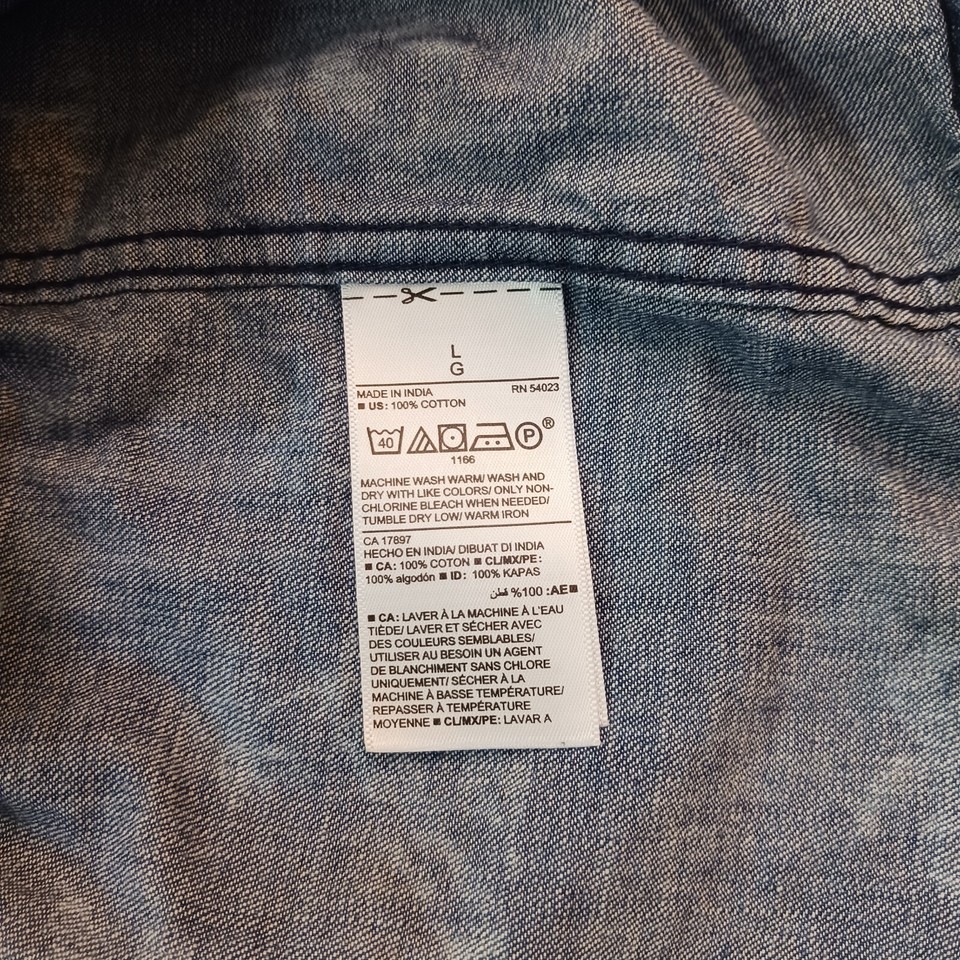 L
G
MADE IN INDIA RN 54023
■ US: 100% COTTON
40 P ®
1166
MACHINE WASH WARM/ WASH AND
DRY WITH LIKE COLORS/ ONLY NON-
CHLORINE BLEACH WHEN NEEDED/
TUMBLE DRY LOW/ WARM IRON
CA 17897
HECHO EN INDIA/ DIBUAT DI INDIA
■ CA: 100% COTON ■ CL/MX/PE:
100% algodón ■ ID: 100% KAPAS
■AE: 100% قطن
■ CA: LAVER À LA MACHINE À L'EAU
TIÈDE/ LAVER ET SÉCHER AVEC
DES COULEURS SEMBLABLES/
UTILISER AU BESOIN UN AGENT
DE BLANCHIMENT SANS CHLORE
UNIQUEMENT/ SÉCHER À LA
MACHINE À BASSE TEMPÉRATURE/
REPASSER À TEMPÉRATURE
MOYENNE ■ CL/MX/PE: LAVAR A